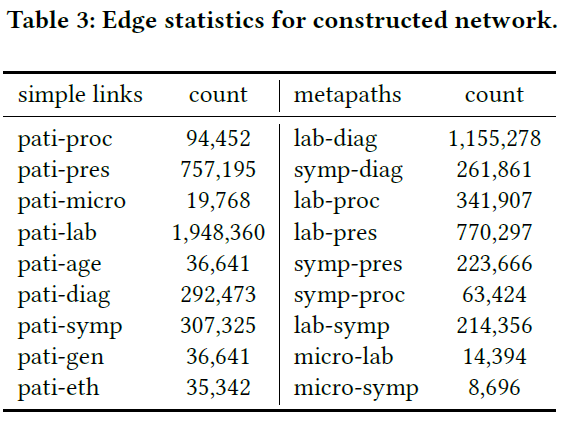 Table 3: Edge statistics for constructed network.
simple links count metapaths count
pati-proc 94,452 lab-diag 1,155,278
pati-pres 757,195 symp-diag 261,861
pati-micro 19,768 lab-proc 341,907
pati-lab 1,948,360 lab-pres 770,297
pati-age 36,641 symp-pres 223,666
pati-diag 292,473 symp-proc 63,424
pati-symp 307,325 lab-symp 214,356
pati-gen 36,641 micro-lab 14,394
pati-eth 35,342 micro-symp 8,696